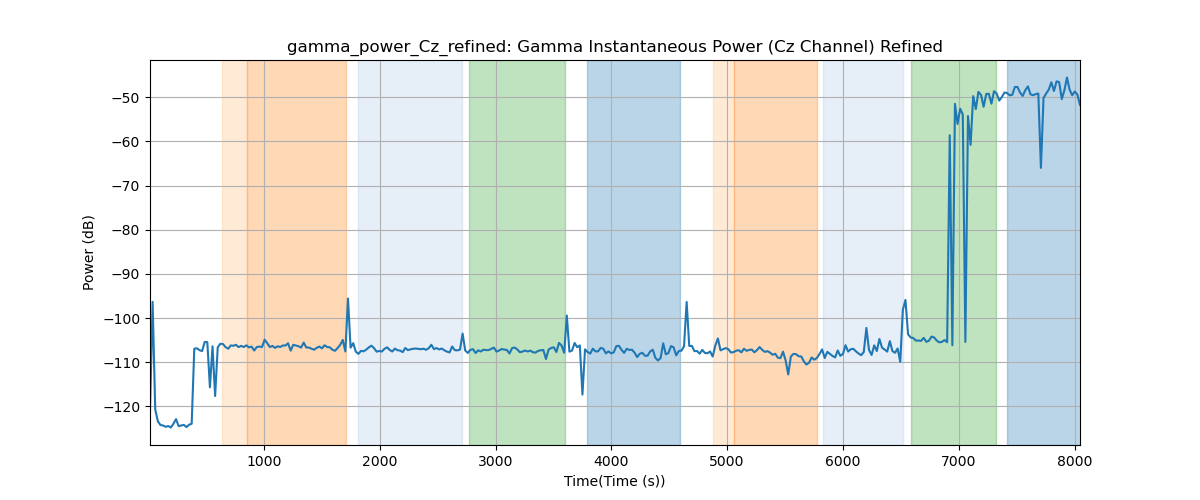 gamma_power_Cz_refined: Gamma Instantaneous Power (Cz Channel) Refined
Power (dB)
−50
−60
−70
−80
−90
−100
−110
−120
1000 2000 3000 4000 5000 6000 7000 8000
Time(Time (s))